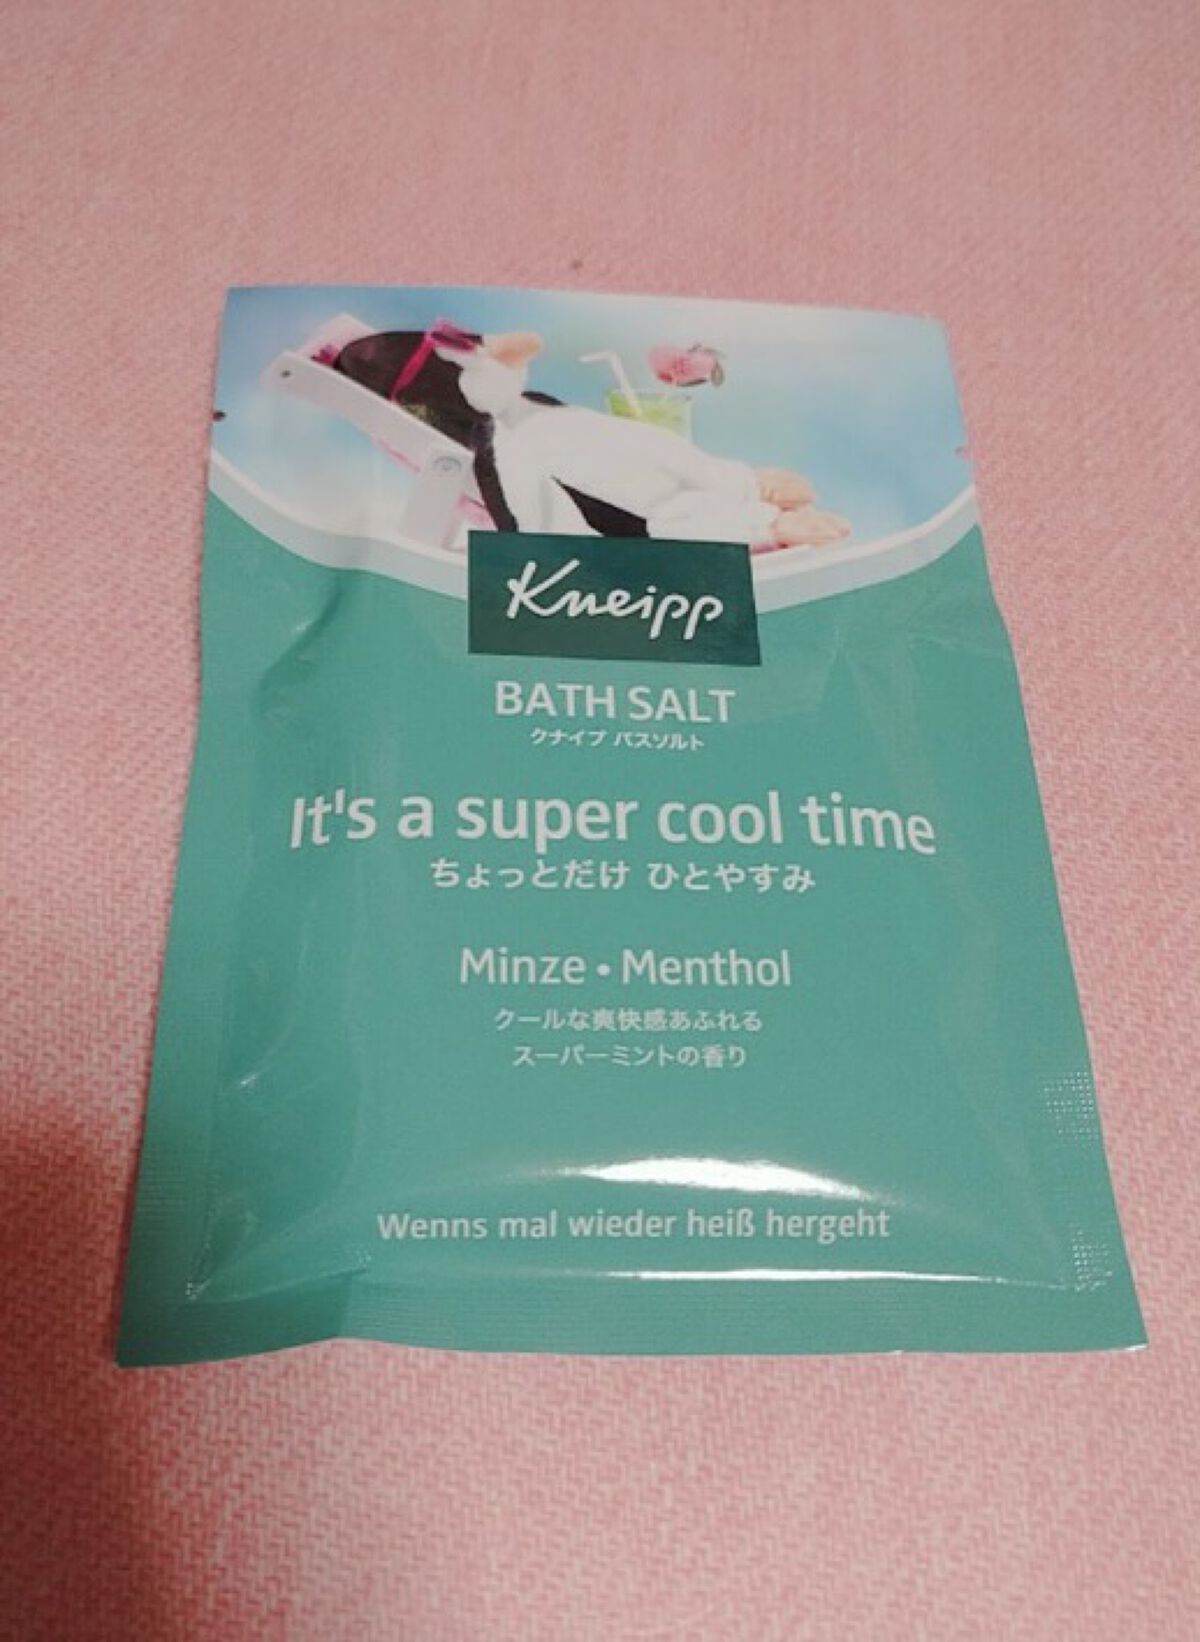 Kneipp
BATH SALT
クナイプ バスソルト
It's a super cool time
ちょっとだけ ひとやすみ
Minze・Menthol
クールな爽快感あふれる
スーパーミントの香り
Wenns mal wieder heiß hergeht